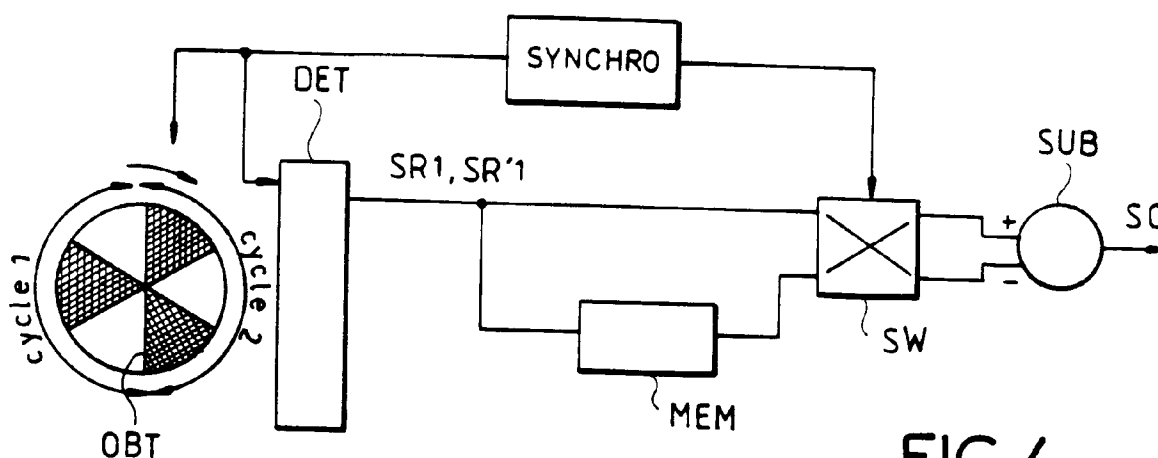 SYNCHRO
DET
SUB
SR1, SR'1
+
-
cycle 1
cycle 2
SW
MEM
OBT